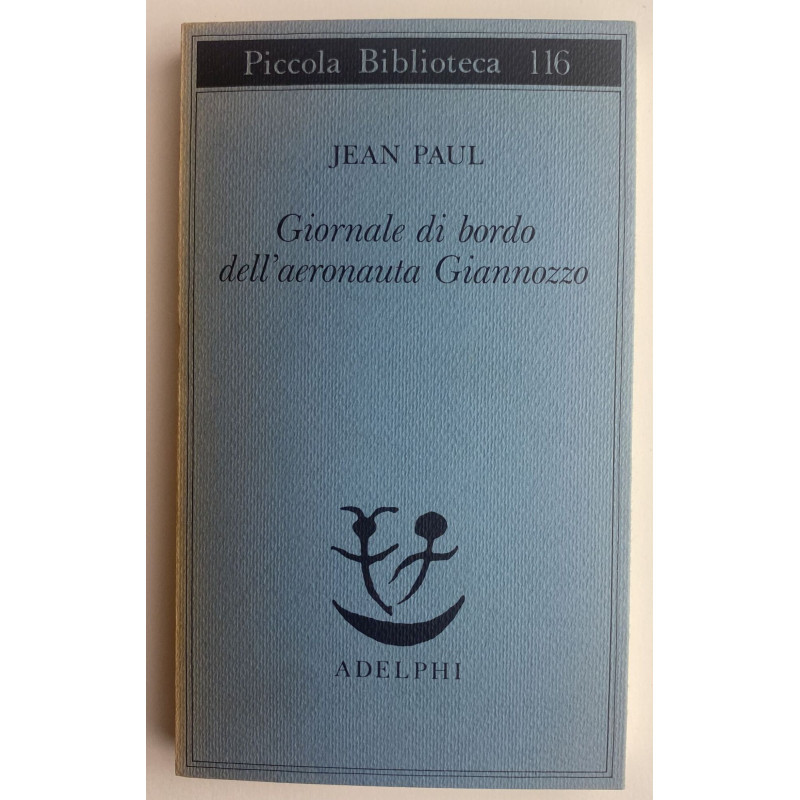 Piccola Biblioteca 116
JEAN PAUL
Giornale di bordo
dell'aeronauta Giannozzo
ADELPHI